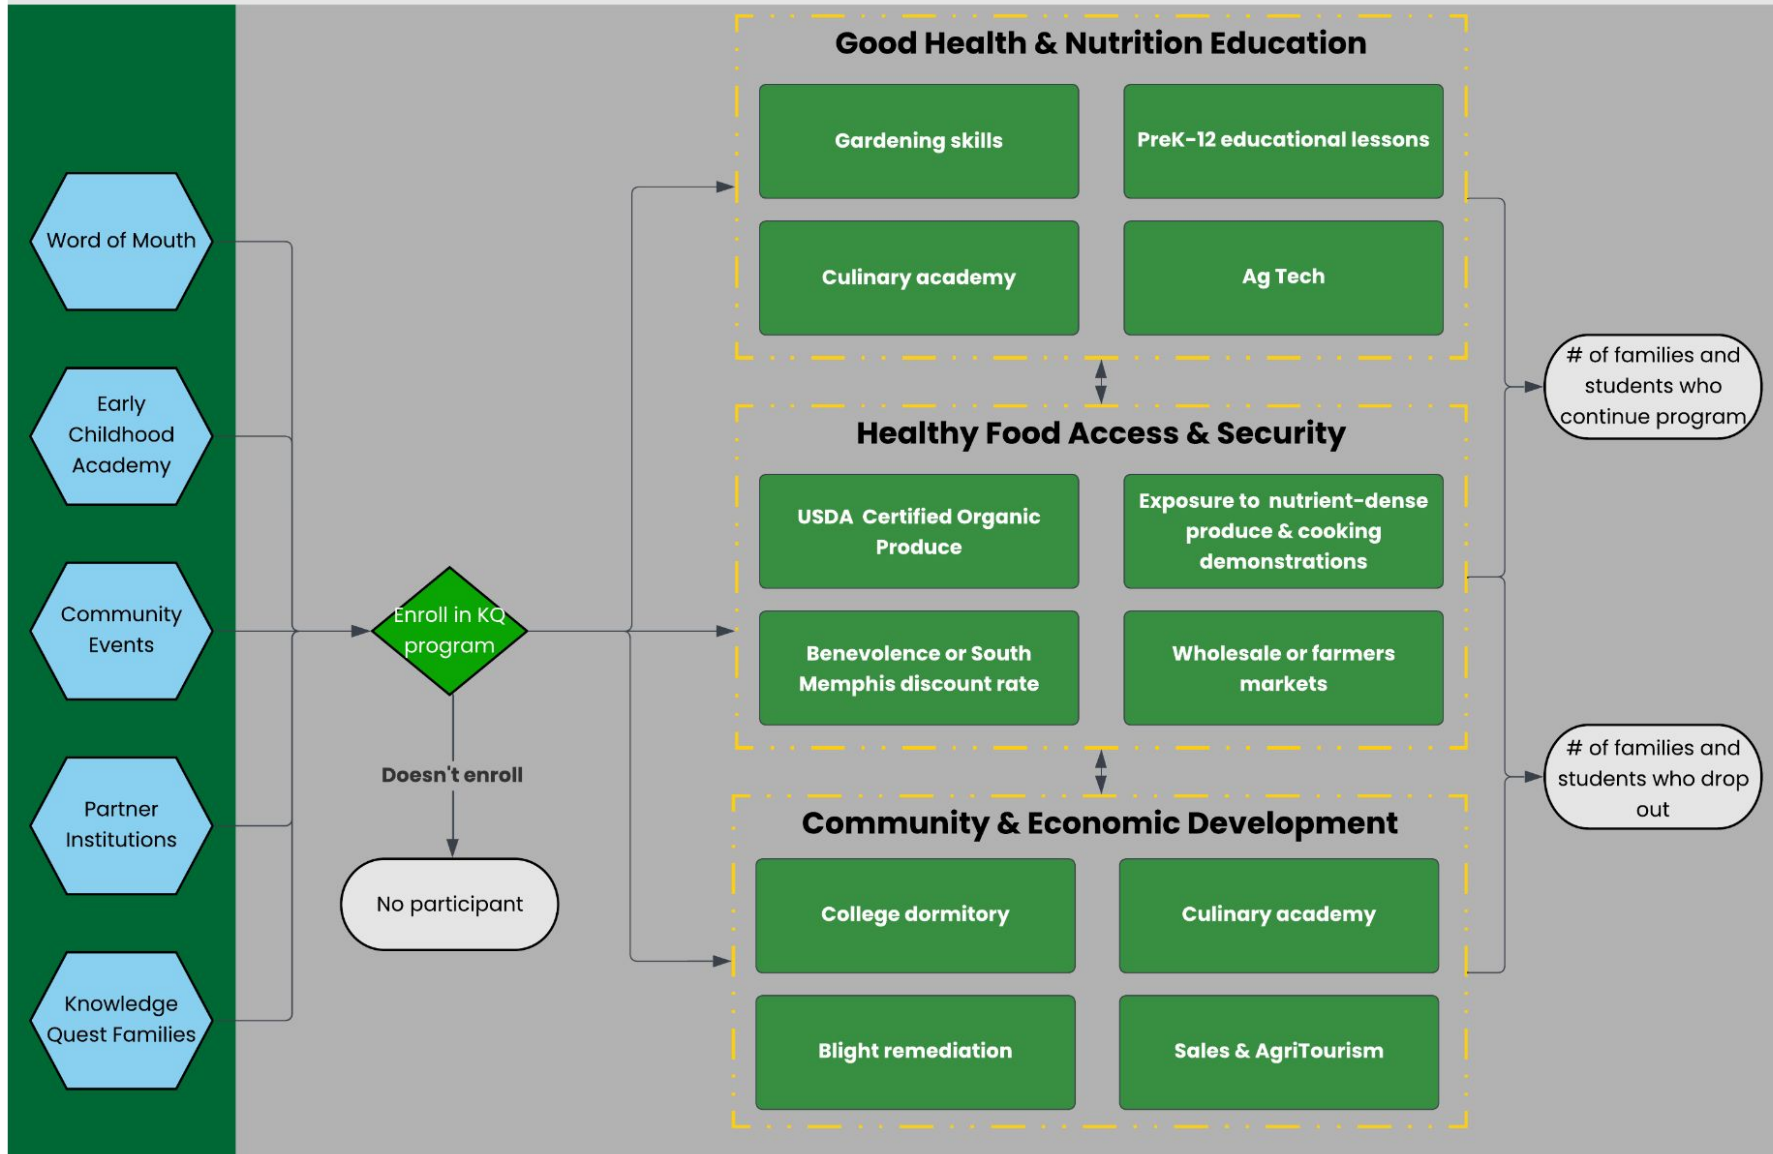 Word of Mouth
Early
Childhood
Academy
Community
Events
Partner
Institutions
Knowledge
Quest Families
Enroll in KQ
program
Doesn't enroll
No participant
Good Health & Nutrition Education
Gardening skills
PreK-12 educational lessons
Culinary academy
Ag Tech
Healthy Food Access & Security
USDA Certified Organic
Produce
Exposure to nutrient-dense
produce & cooking
demonstrations
Benevolence or South
Memphis discount rate
Wholesale or farmers
markets
Community & Economic Development
College dormitory
Culinary academy
Blight remediation
Sales & AgriTourism
# of families and
students who
continue program
# of families and
students who drop
out